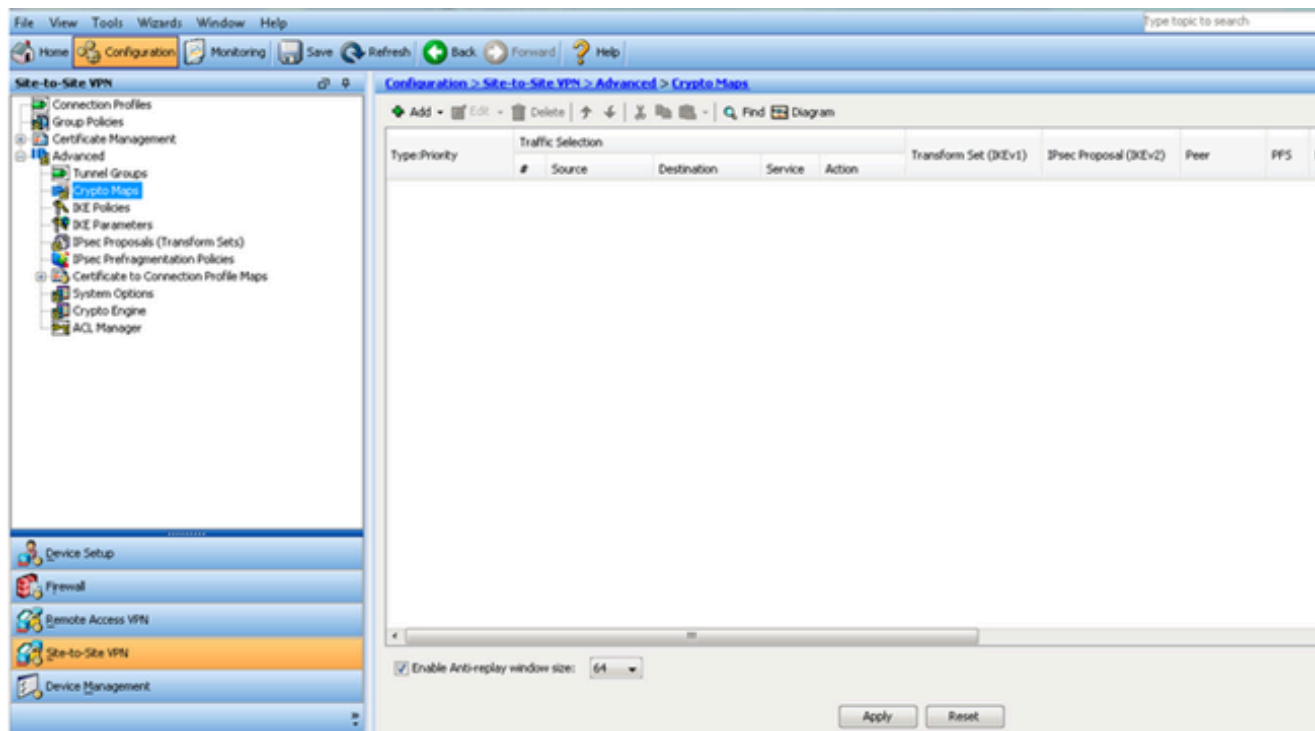 File View Tools Wizards Window Help
Type topic to search
Home Configuration Monitoring Save Refresh Back Forward Help
Site-to-Site VPN
Connection Profiles
Group Policies
Certificate Management
Advanced
Tunnel Groups
Crypto Maps
IKE Policies
IKE Parameters
IPsec Proposals (Transform Sets)
IPsec Prefragmentation Policies
Certificate to Connection Profile Maps
System Options
Crypto Engine
ACL Manager
Device Setup
Firewall
Remote Access VPN
Site-to-Site VPN
Device Management
Configuration > Site-to-Site VPN > Advanced > Crypto Maps
Add Edit Delete Find Diagram
Type:Priority
Traffic Selection
# Source Destination Service Action
Transform Set (IKEv1) IPsec Proposal (IKEv2) Peer PFS
Enable Anti-replay window size: 64
Apply Reset